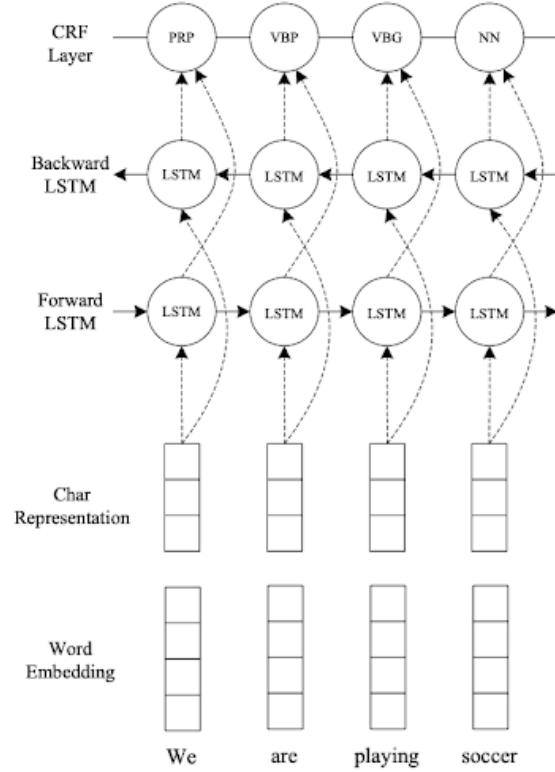 CRF
Layer
PRP VBP VBG NN
Backward
LSTM
LSTM LSTM LSTM LSTM
Forward
LSTM
LSTM LSTM LSTM LSTM
Char
Representation
Word
Embedding
We are playing soccer